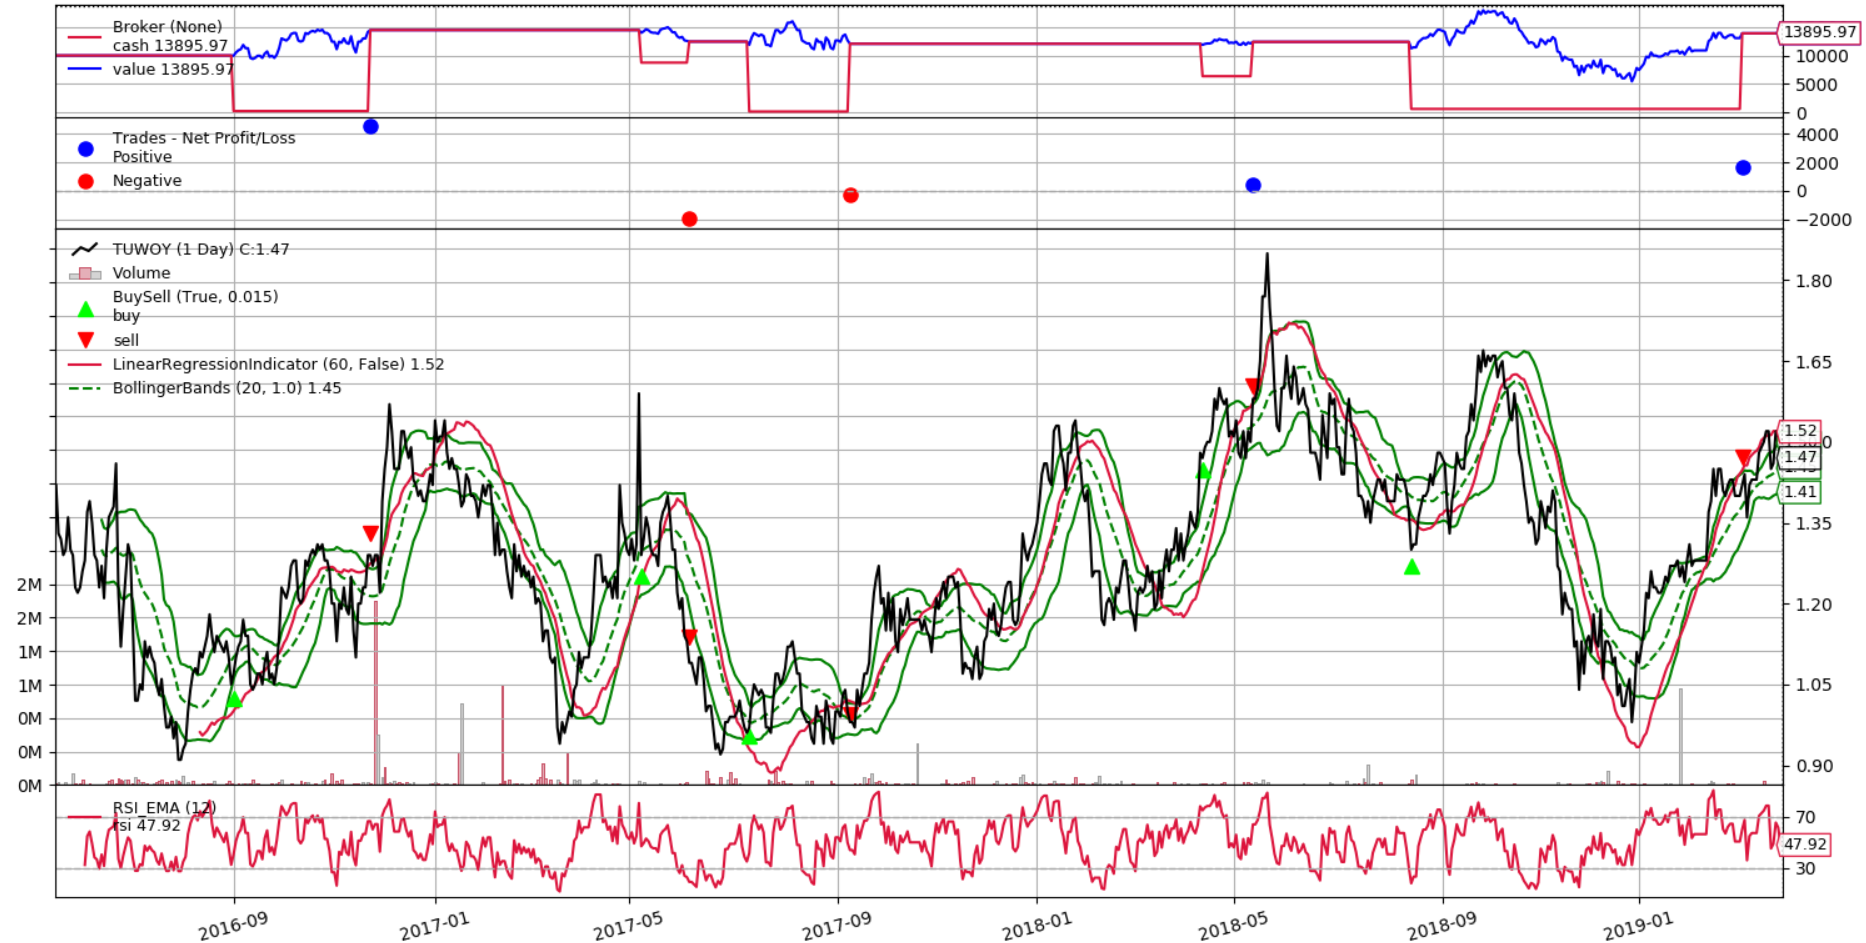 Broker (None)
cash 13895.97
value 13895.97
13895.97
10000
5000
0
Trades - Net Profit/Loss
Positive
Negative
4000
2000
0
−2000
TUWOY (1 Day) C:1.47
Volume
BuySell (True, 0.015)
buy
sell
LinearRegressionIndicator (60, False) 1.52
BollingerBands (20, 1.0) 1.45
1.80
1.65
1.52
1.47
1.41
1.35
1.20
1.05
0.90
2M
2M
1M
1M
0M
0M
0M
RSI_EMA (12)
rsi 47.92
70
47.92
30
2016-09
2017-01
2017-05
2017-09
2018-01
2018-05
2018-09
2019-01